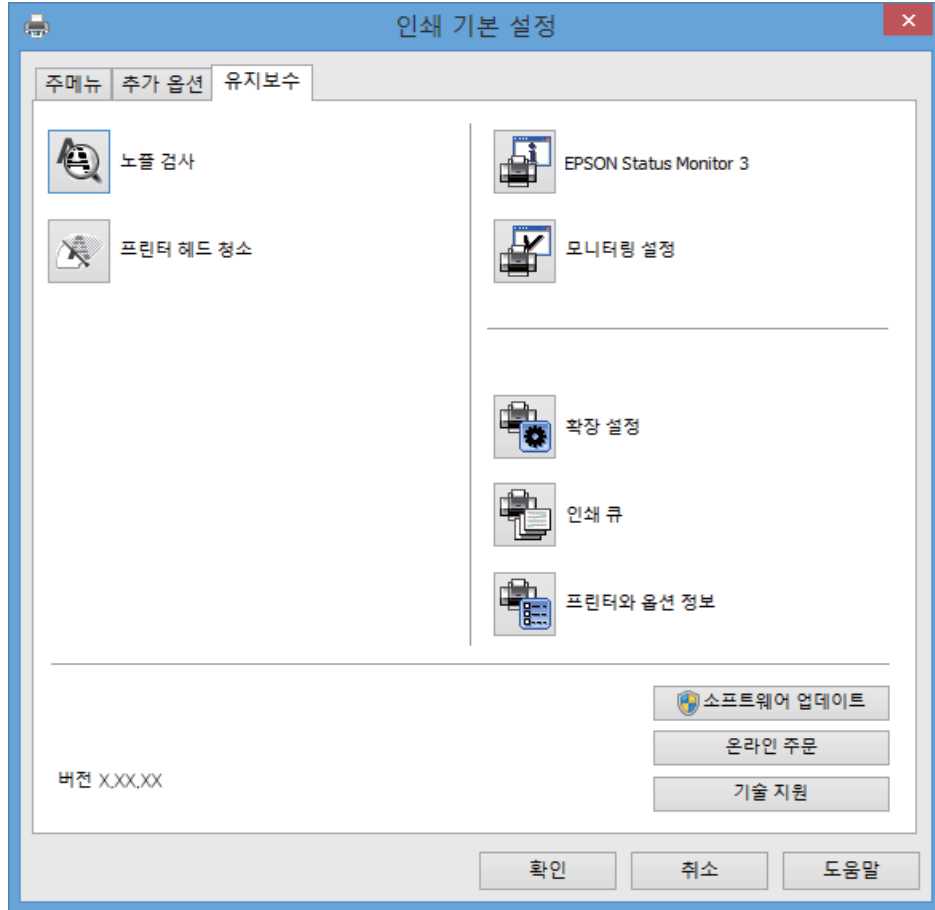 인쇄 기본 설정
주메뉴
추가 옵션
유지보수
노즐 검사
프린터 헤드 청소
EPSON Status Monitor 3
모니터링 설정
확장 설정
인쇄 큐
프린터와 옵션 정보
소프트웨어 업데이트
온라인 주문
기술 지원
버전 X.XX.XX
확인
취소
도움말